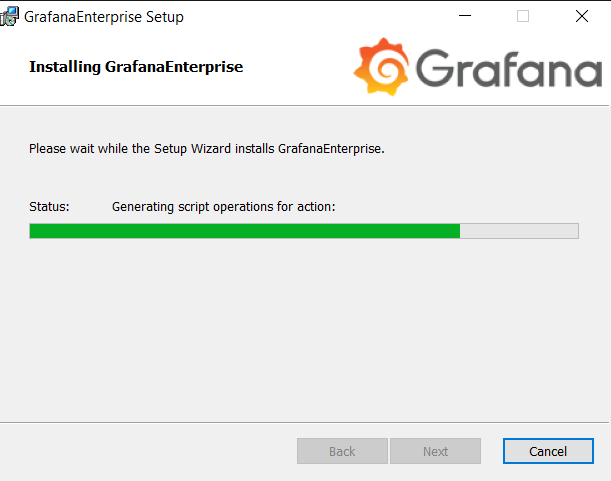 GrafanaEnterprise Setup
Installing GrafanaEnterprise
Grafana
Please wait while the Setup Wizard installs GrafanaEnterprise.
Status: Generating script operations for action:
Back Next Cancel